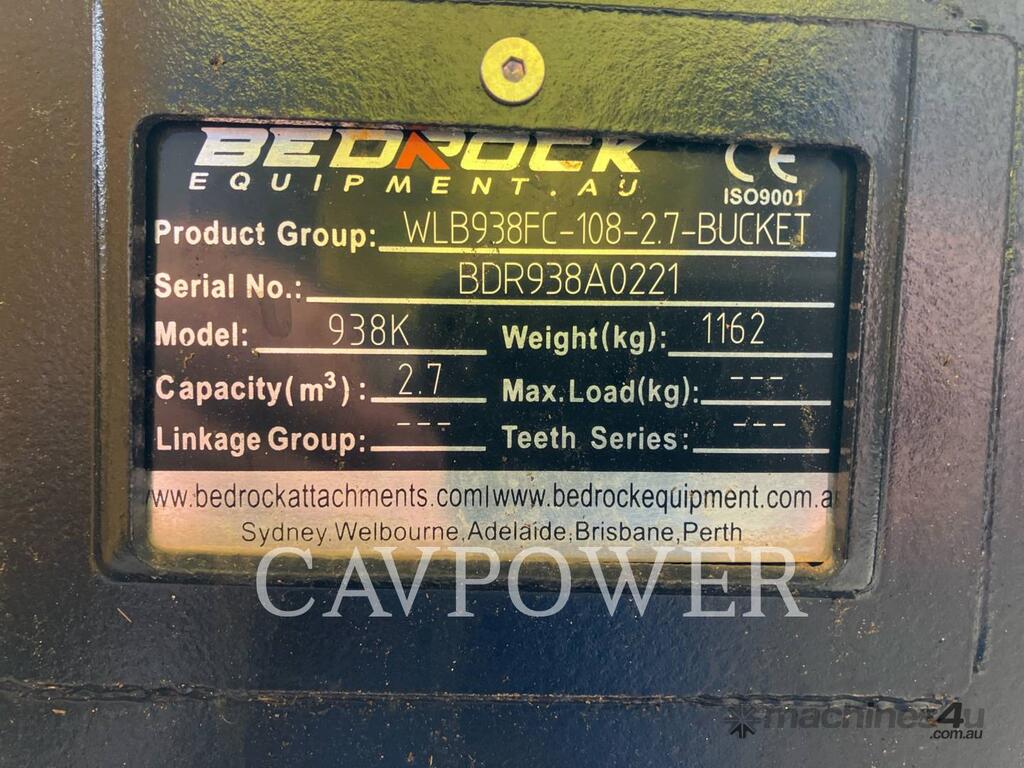 BEDROCK
EQUIPMENT.AU
CE
ISO9001
Product Group: WLB938FC-108-2.7-BUCKET
Serial No.: BDR938A0221
Model: 938K Weight(kg): 1162
Capacity(m³): 2.7 Max.Load(kg): ---
Linkage Group: --- Teeth Series: ---
www.bedrockattachments.com|www.bedrockequipment.com.a
Sydney,Welbourne,Adelaide,Brisbane,Perth
CAVPOWER
machines4u
.com.au